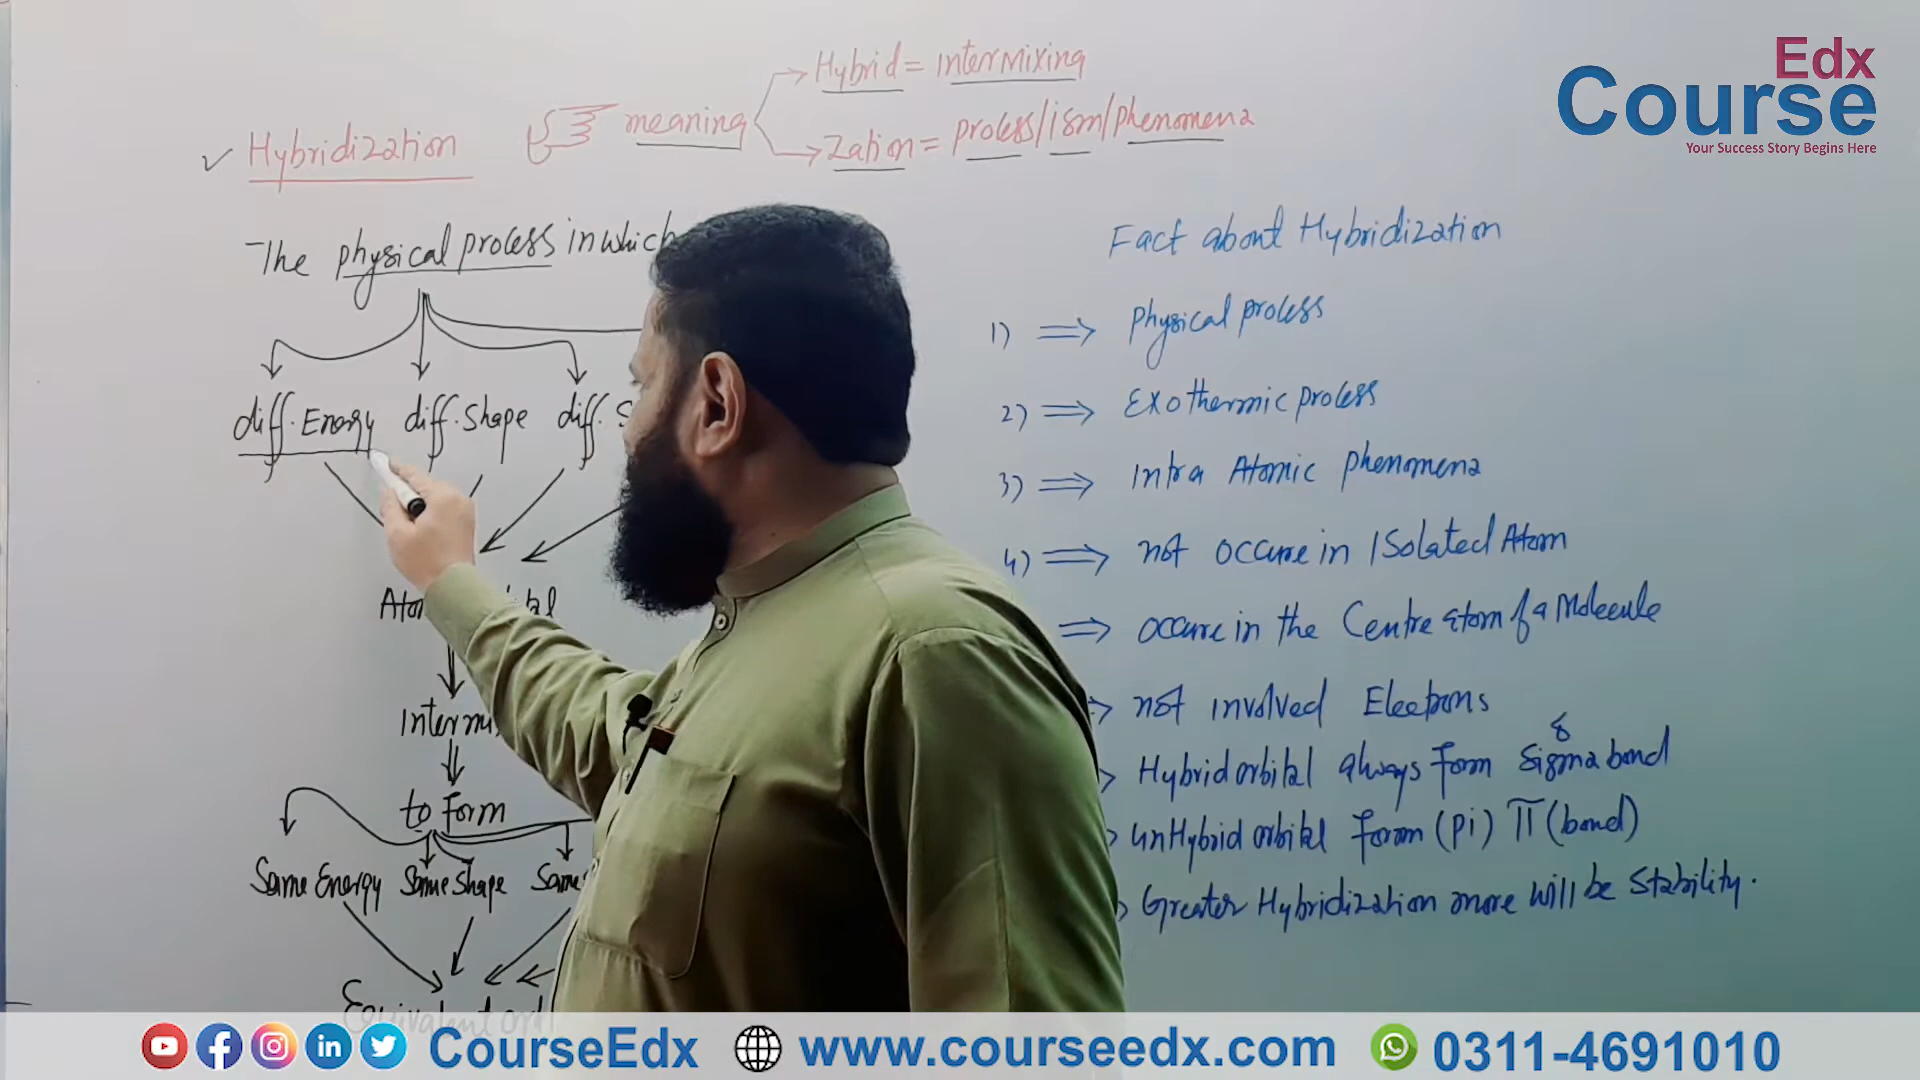 Edx
Course
Your Success Story Begins Here
Hybridization
meaning
Hybrid = intermixing
Zation = process/ism/phenomena
The physical process in which
diff. Energy diff. Shape diff. S
to Form
Same Energy Same Shape Same
Equivalent
Fact about Hybridization
1) ⇒ Physical process
2) ⇒ Exothermic process
3) ⇒ intra Atomic phenomena
4) ⇒ not occure in ISolated Atom
⇒ occure in the Centre atom of a Molecule
not involved Electrons
Hybrid orbital always form Sigma bond
unHybrid orbital form (pi) π (bond)
Greater Hybridization more will be Stability.
CourseEdx
www.courseedx.com
0311-4691010